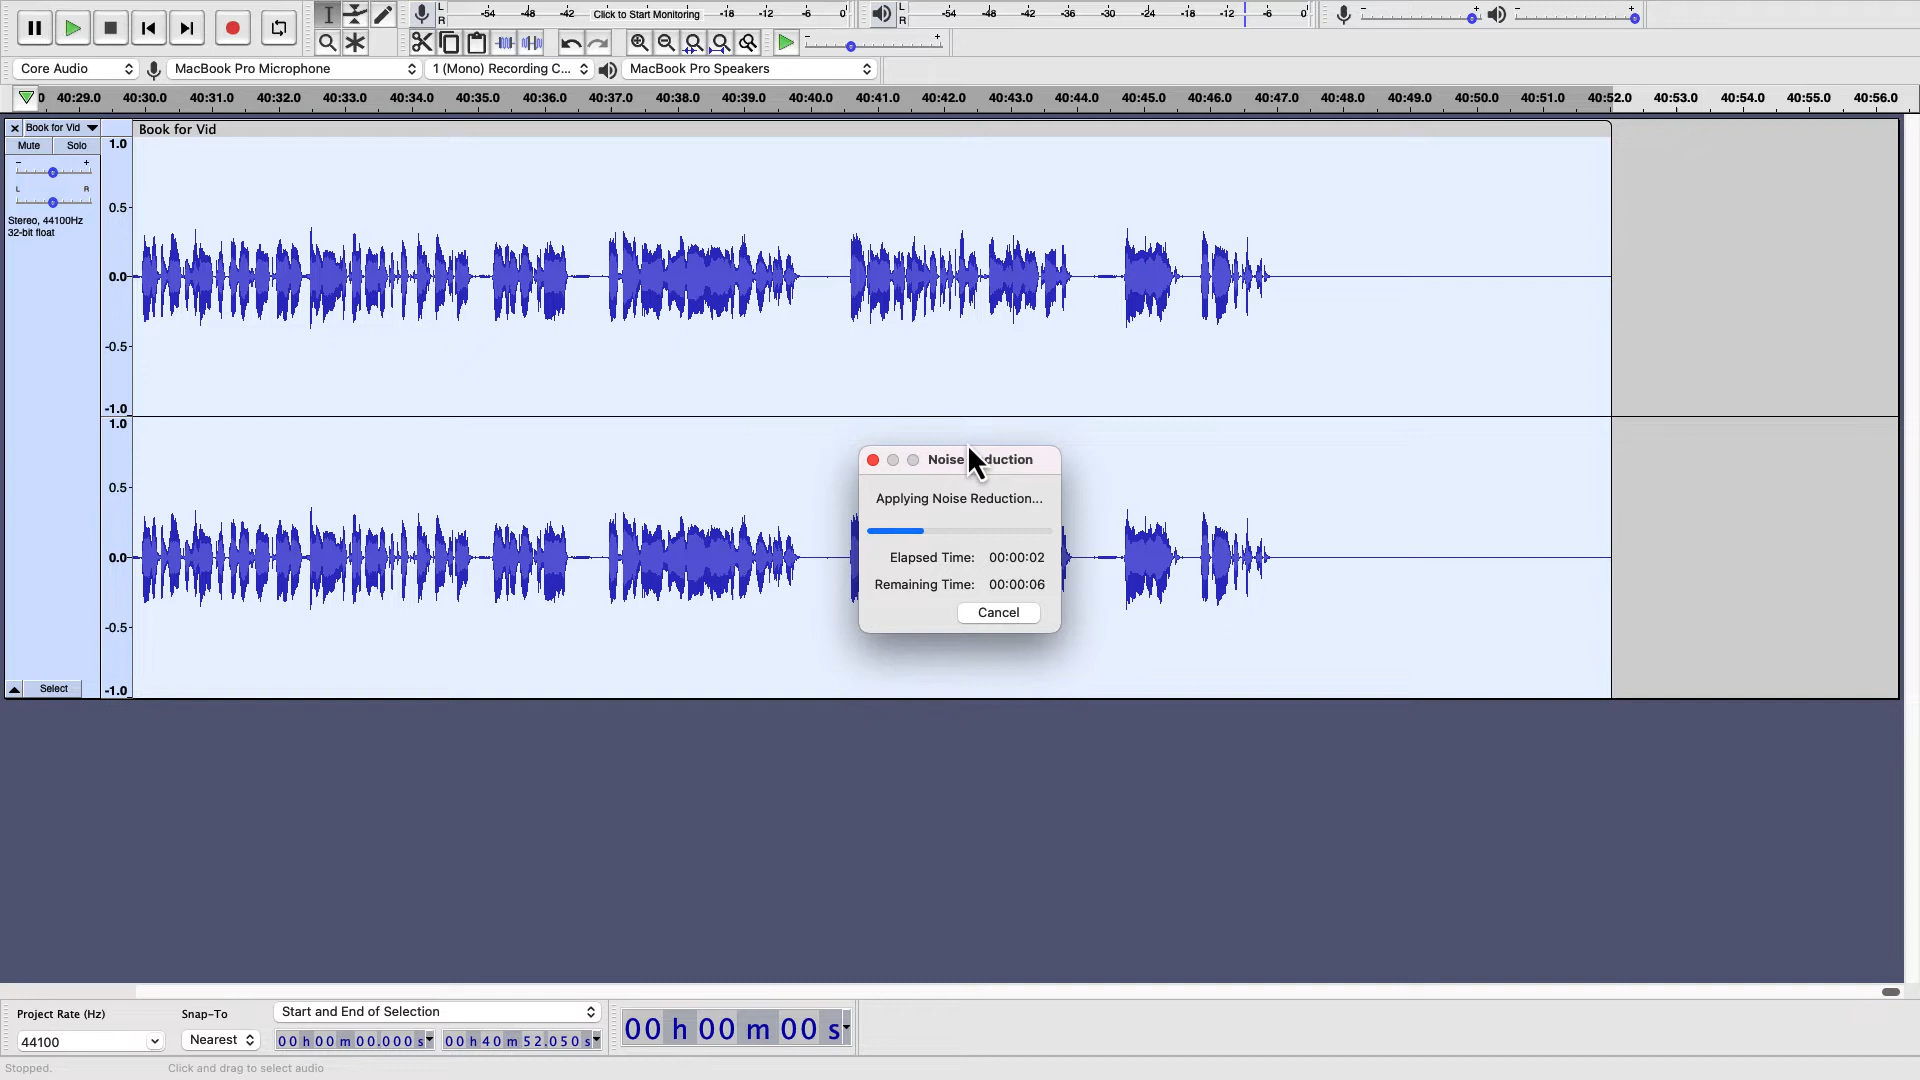 L
R
-54 -48 -42 Click to Start Monitoring -18 -12 -6 0
L
R
-54 -48 -42 -36 -30 -24 -18 -12 -6 0
- +
- +
- +
Core Audio
MacBook Pro Microphone
1 (Mono) Recording C...
MacBook Pro Speakers
0 40:29.0 40:30.0 40:31.0 40:32.0 40:33.0 40:34.0 40:35.0 40:36.0 40:37.0 40:38.0 40:39.0 40:40.0 40:41.0 40:42.0 40:43.0 40:44.0 40:45.0 40:46.0 40:47.0 40:48.0 40:49.0 40:50.0 40:51.0 40:52.0 40:53.0 40:54.0 40:55.0 40:56.0
Book for Vid
Book for Vid
Mute Solo
- +
L R
Stereo, 44100Hz
32-bit float
1.0
0.5-
0.0-
-0.5-
-1.0
1.0
0.5-
0.0-
-0.5-
-1.0
Select
Applying Noise Reduction...
Elapsed Time: 00:00:02
Remaining Time: 00:00:06
Cancel
Project Rate (Hz)
44100
Snap-To
Nearest
Start and End of Selection
00 h 00 m 00.000 s
00 h 40 m 52.050 s
00 h 00 m 00 s
Stopped.
Click and drag to select audio